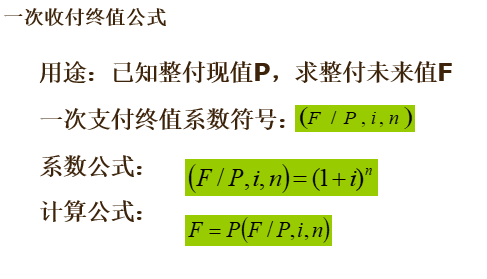 一次收付终值公式
用途：已知整付现值P，求整付未来值F
一次支付终值系数符号：(F / P , i , n )
系数公式： (F / P, i, n) = (1 + i)^n
计算公式： F = P(F / P, i, n)